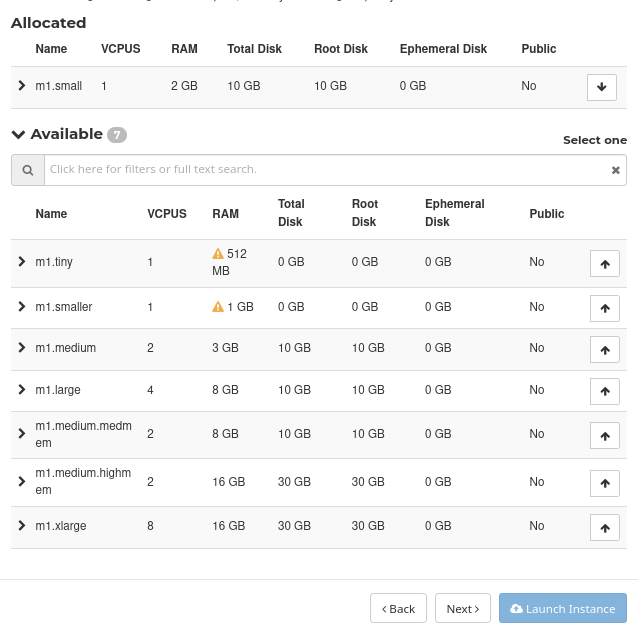 Allocated
Name VCPUS RAM Total Disk Root Disk Ephemeral Disk Public
m1.small 1 2 GB 10 GB 10 GB 0 GB No
Available 7
Select one
Click here for filters or full text search.
Name VCPUS RAM Total Disk Root Disk Ephemeral Disk Public
m1.tiny 1 512 MB 0 GB 0 GB 0 GB No
m1.smaller 1 1 GB 0 GB 0 GB 0 GB No
m1.medium 2 3 GB 10 GB 10 GB 0 GB No
m1.large 4 8 GB 10 GB 10 GB 0 GB No
m1.medium.medmem 2 8 GB 10 GB 10 GB 0 GB No
m1.medium.highmem 2 16 GB 30 GB 30 GB 0 GB No
m1.xlarge 8 16 GB 30 GB 30 GB 0 GB No
Back Next Launch Instance